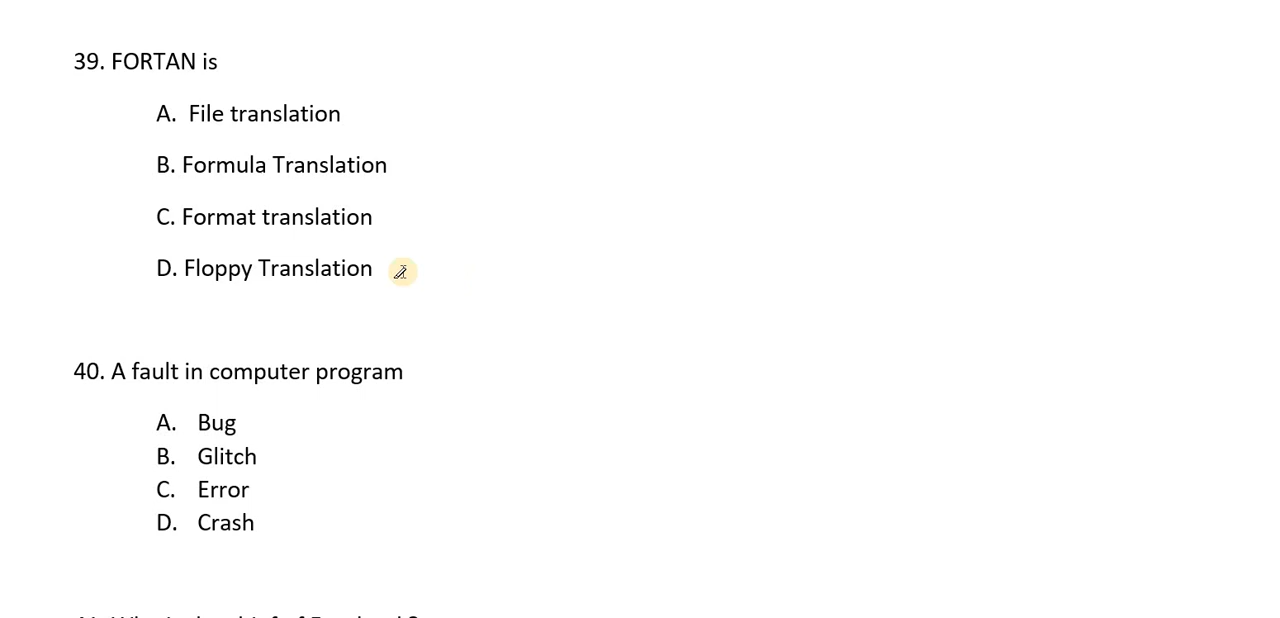 39. FORTAN is
A. File translation
B. Formula Translation
C. Format translation
D. Floppy Translation
40. A fault in computer program
A. Bug
B. Glitch
C. Error
D. Crash